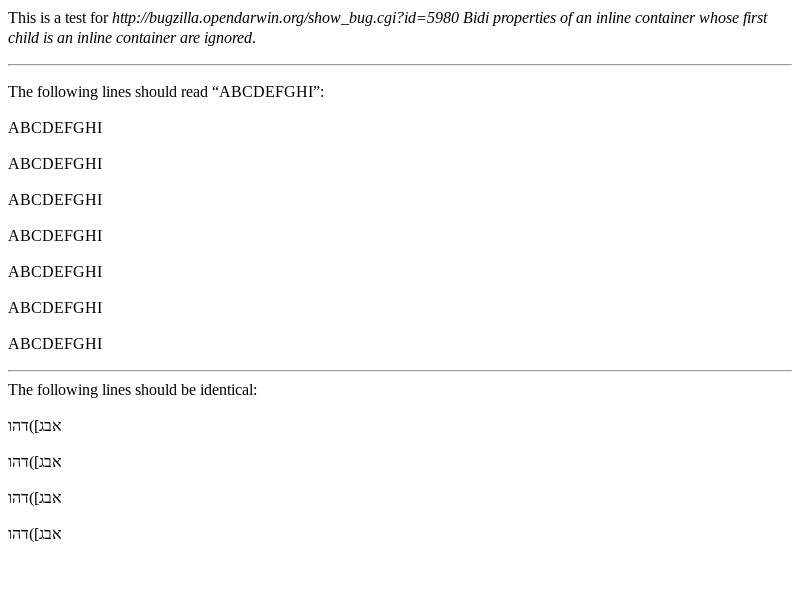 This is a test for http://bugzilla.opendarwin.org/show_bug.cgi?id=5980 Bidi properties of an inline container whose first
child is an inline container are ignored.
The following lines should read “ABCDEFGHI”:
ABCDEFGHI
ABCDEFGHI
ABCDEFGHI
ABCDEFGHI
ABCDEFGHI
ABCDEFGHI
ABCDEFGHI
The following lines should be identical:
אבג])דהו
אבג])דהו
אבג])דהו
אבג])דהו